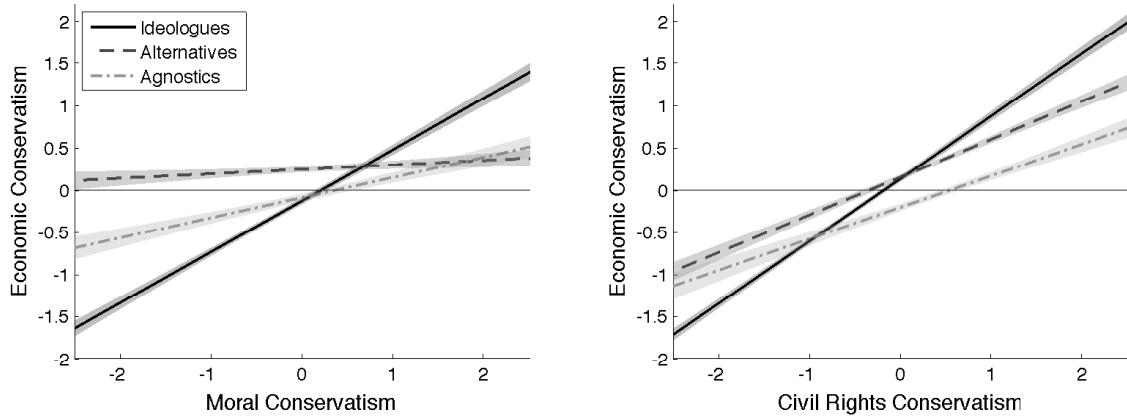 2
1.5
1
0.5
0
-0.5
-1
-1.5
-2
Economic Conservatism
Ideologues
Alternatives
Agnostics
-2 -1 0 1 2
Moral Conservatism
2
1.5
1
0.5
0
-0.5
-1
-1.5
-2
Economic Conservatism
-2 -1 0 1 2
Civil Rights Conservatism